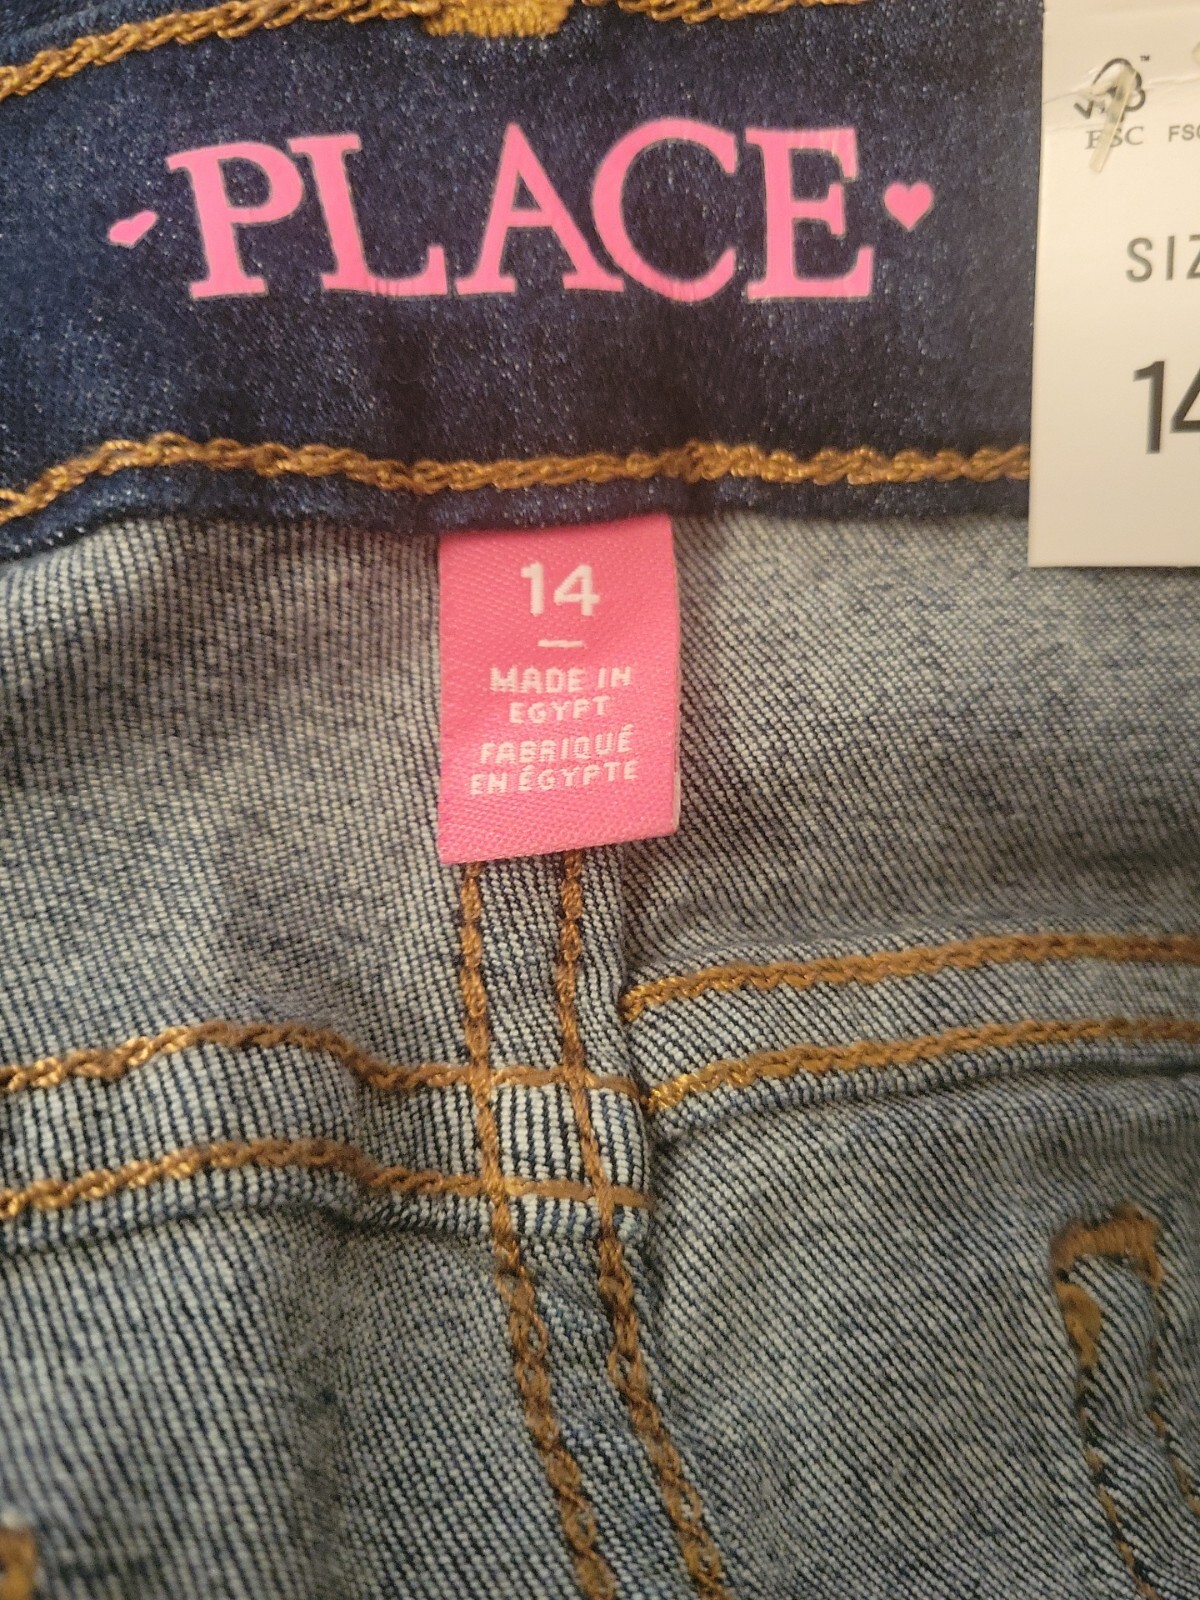 PLACE
FSC
SIZ
14
14
MADE IN
EGYPT
FABRIQUÉ
EN ÉGYPTE